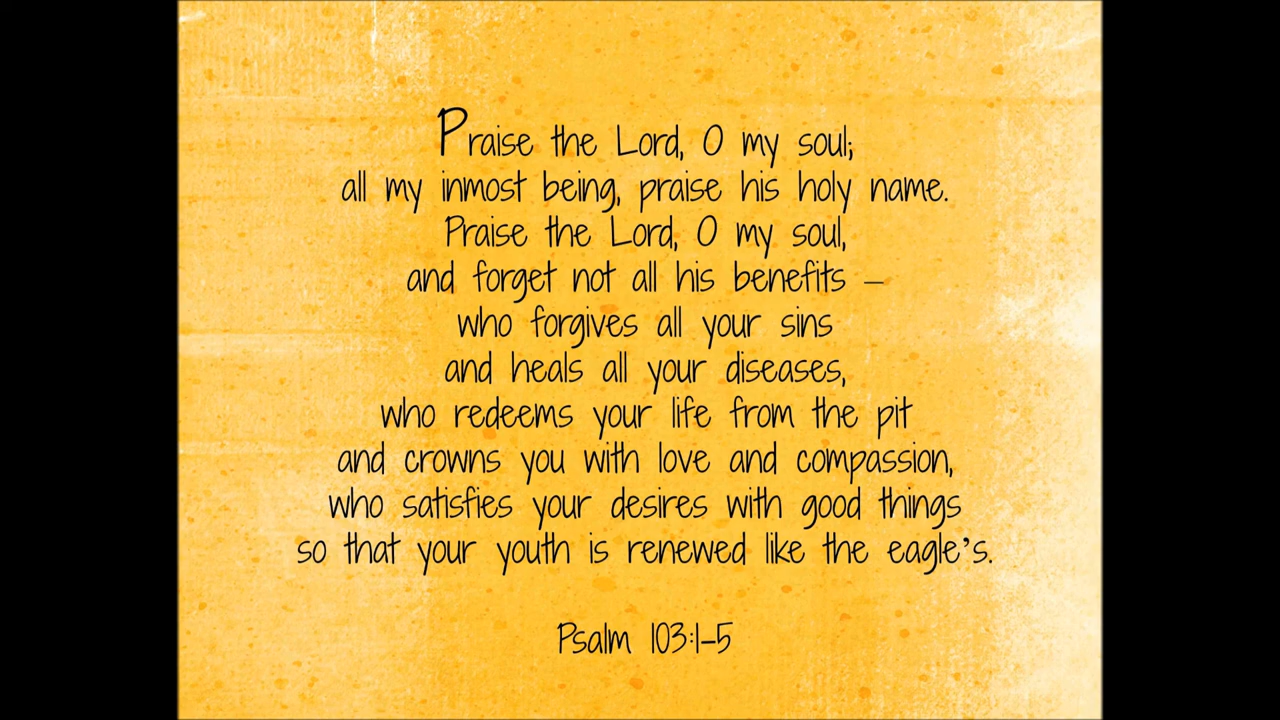 Praise the Lord, O my soul;
all my inmost being, praise his holy name.
Praise the Lord, O my soul,
and forget not all his benefits –
who forgives all your sins
and heals all your diseases,
who redeems your life from the pit
and crowns you with love and compassion,
who satisfies your desires with good things
so that your youth is renewed like the eagle’s.
Psalm 103:1-5